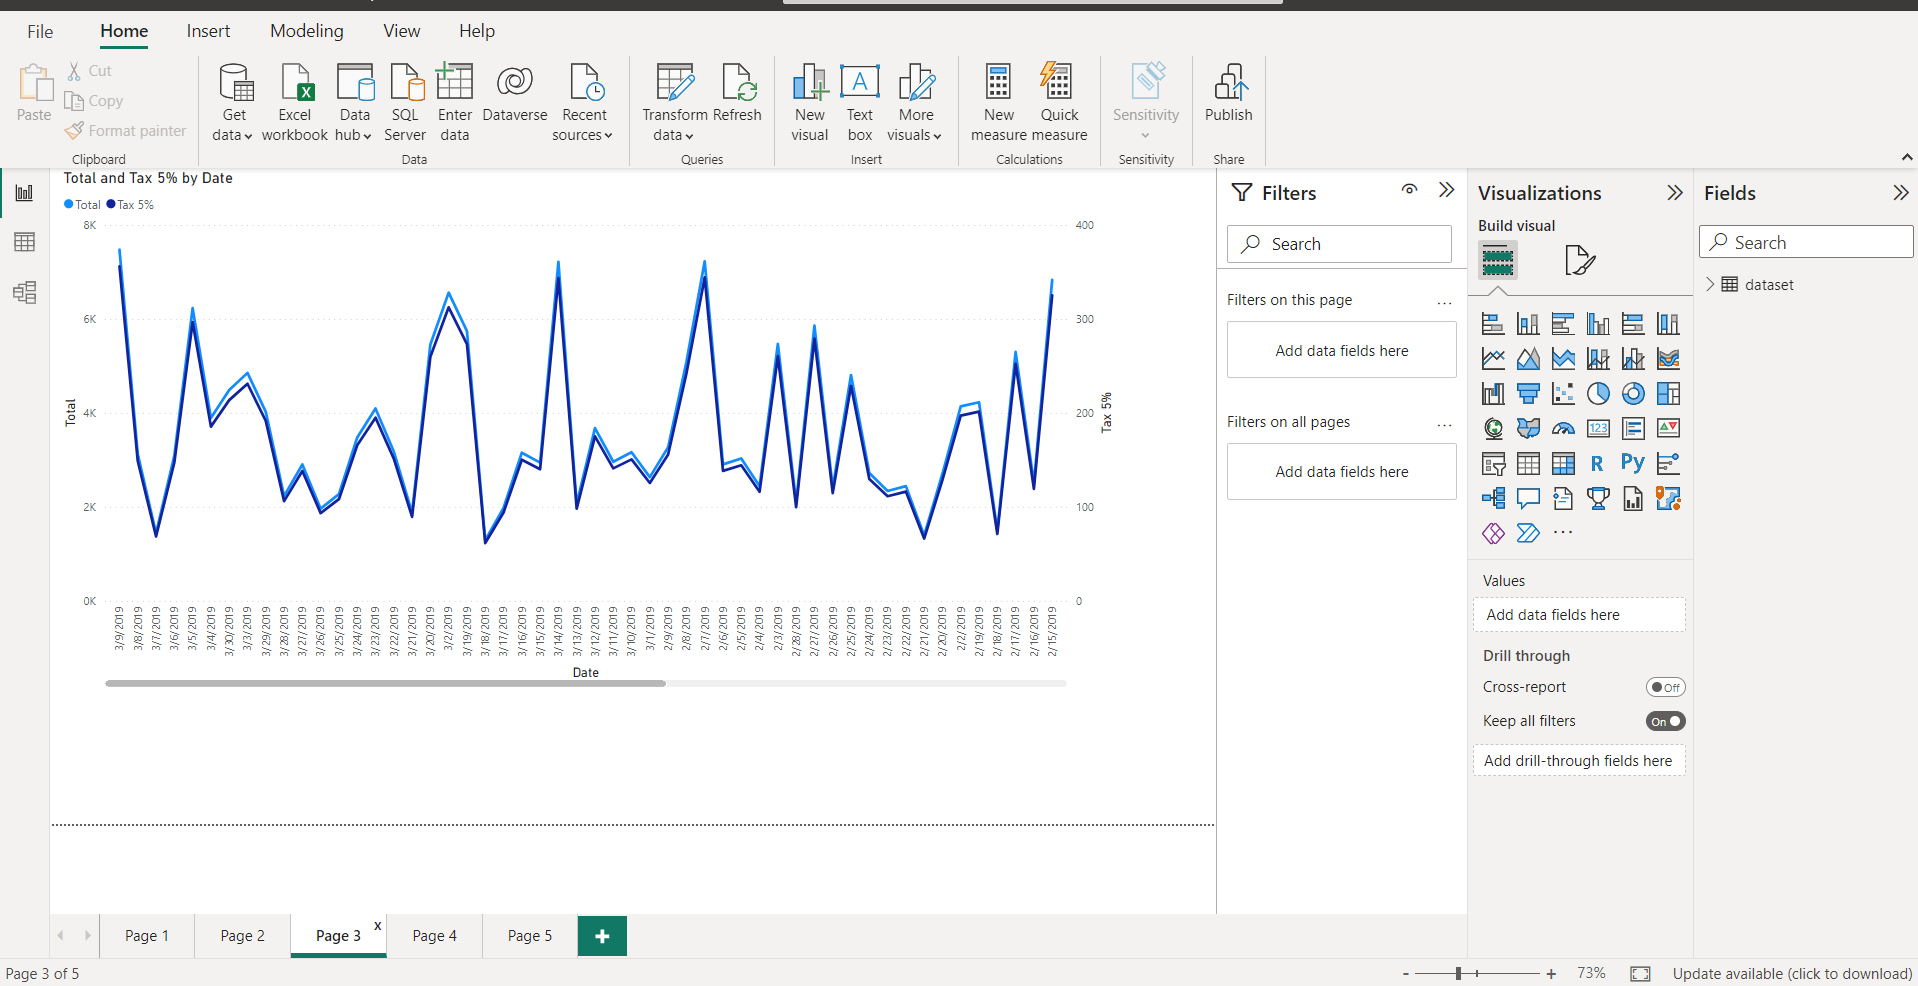 File Home Insert Modeling View Help
Paste
Cut
Copy
Format painter
Clipboard
Get data
Excel workbook
Data hub
SQL Server
Enter data
Dataverse
Recent sources
Data
Transform data
Refresh
Queries
New visual
Text box
More visuals
Insert
New measure
Quick measure
Calculations
Sensitivity
Sensitivity
Publish
Share
Total and Tax 5% by Date
Total Tax 5%
8K
6K
4K
2K
0K
Total
400
300
200
100
0
Tax 5%
3/9/2019
3/8/2019
3/7/2019
3/6/2019
3/5/2019
3/4/2019
3/30/2019
3/3/2019
3/29/2019
3/28/2019
3/27/2019
3/26/2019
3/25/2019
3/24/2019
3/23/2019
3/22/2019
3/21/2019
3/20/2019
3/2/2019
3/19/2019
3/18/2019
3/17/2019
3/16/2019
3/15/2019
3/14/2019
3/13/2019
3/12/2019
3/11/2019
3/10/2019
3/1/2019
2/9/2019
2/8/2019
2/7/2019
2/6/2019
2/5/2019
2/4/2019
2/3/2019
2/28/2019
2/27/2019
2/26/2019
2/25/2019
2/24/2019
2/23/2019
2/22/2019
2/21/2019
2/20/2019
2/2/2019
2/19/2019
2/18/2019
2/17/2019
2/16/2019
2/15/2019
Date
Filters
Search
Filters on this page ...
Add data fields here
Filters on all pages ...
Add data fields here
Visualizations
Build visual
123
R
Py
...
Values
Add data fields here
Drill through
Cross-report Off
Keep all filters On
Add drill-through fields here
Fields
Search
dataset
Page 1 Page 2 Page 3 x Page 4 Page 5 +
Page 3 of 5
- + 73% Update available (click to download)